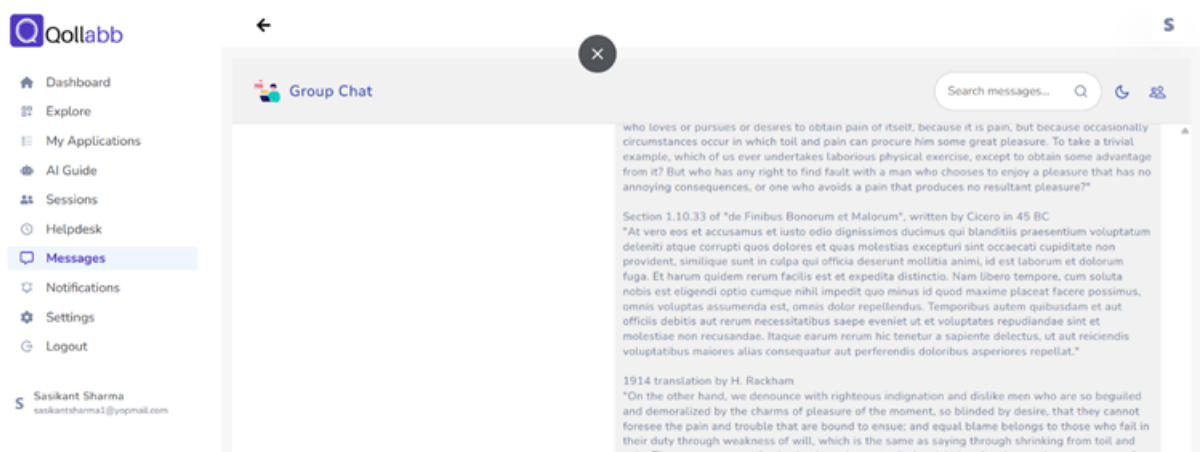 Qollabb
Dashboard
Explore
My Applications
AI Guide
Sessions
Helpdesk
Messages
Notifications
Settings
Logout
S
Sasikant Sharma
sasikantsharma1@yopmail.com
S
Group Chat
Search messages...
who loves or pursues or desires to obtain pain of itself, because it is pain, but because occasionally
circumstances occur in which toil and pain can procure him some great pleasure. To take a trivial
example, which of us ever undertakes laborious physical exercise, except to obtain some advantage
from it? But who has any right to find fault with a man who chooses to enjoy a pleasure that has no
annoying consequences, or one who avoids a pain that produces no resultant pleasure?"
Section 1.10.33 of "de Finibus Bonorum et Malorum", written by Cicero in 45 BC
"At vero eos et accusamus et iusto odio dignissimos ducimus qui blanditiis praesentium voluptatum
deleniti atque corrupti quos dolores et quas molestias excepturi sint occaecati cupiditate non
provident, similique sunt in culpa qui officia deserunt mollitia animi, id est laborum et dolorum
fuga. Et harum quidem rerum facilis est et expedita distinctio. Nam libero tempore, cum soluta
nobis est eligendi optio cumque nihil impedit quo minus id quod maxime placeat facere possimus,
omnis voluptas assumenda est, omnis dolor repellendus. Temporibus autem quibusdam et aut
officiis debitis aut rerum necessitatibus saepe eveniet ut et voluptates repudiandae sint et
molestiae non recusandae. Itaque earum rerum hic tenetur a sapiente delectus, ut aut reiciendis
voluptatibus maiores alias consequatur aut perferendis doloribus asperiores repellat."
1914 translation by H. Rackham
"On the other hand, we denounce with righteous indignation and dislike men who are so beguiled
and demoralized by the charms of pleasure of the moment, so blinded by desire, that they cannot
foresee the pain and trouble that are bound to ensue; and equal blame belongs to those who fail in
their duty through weakness of will, which is the same as saying through shrinking from toil and